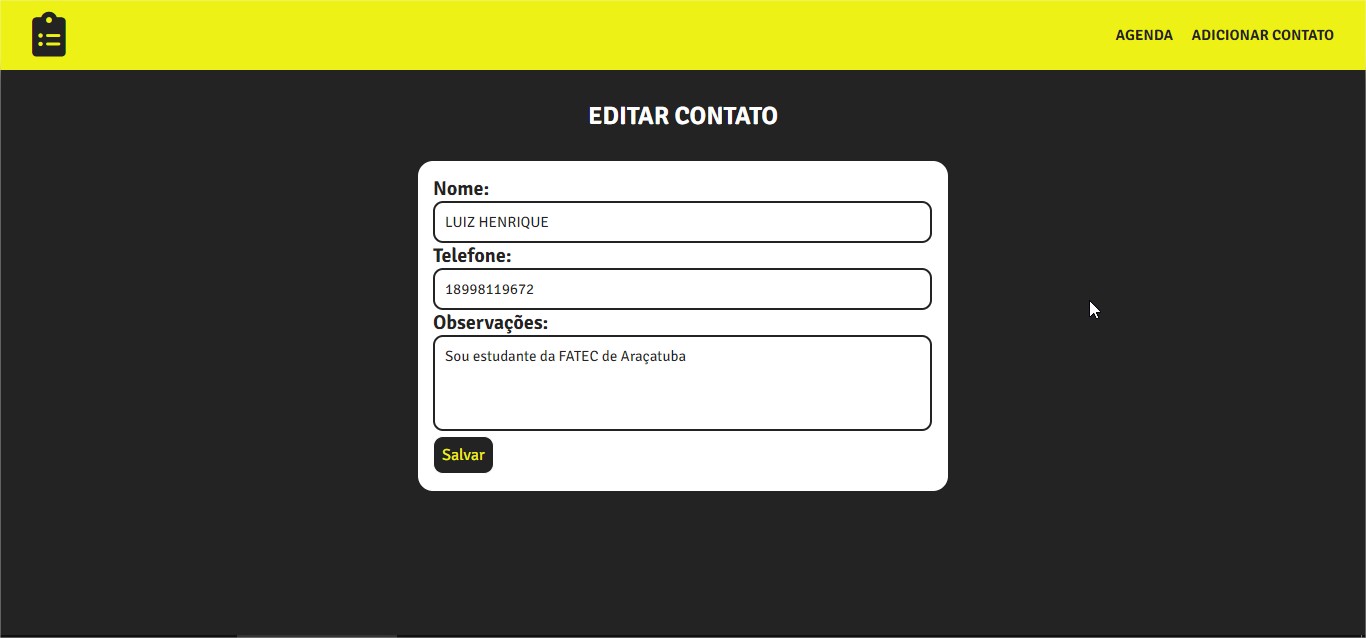 AGENDA ADICIONAR CONTATO
EDITAR CONTATO
Nome:
LUIZ HENRIQUE
Telefone:
18998119672
Observações:
Sou estudante da FATEC de Araçatuba
Salvar